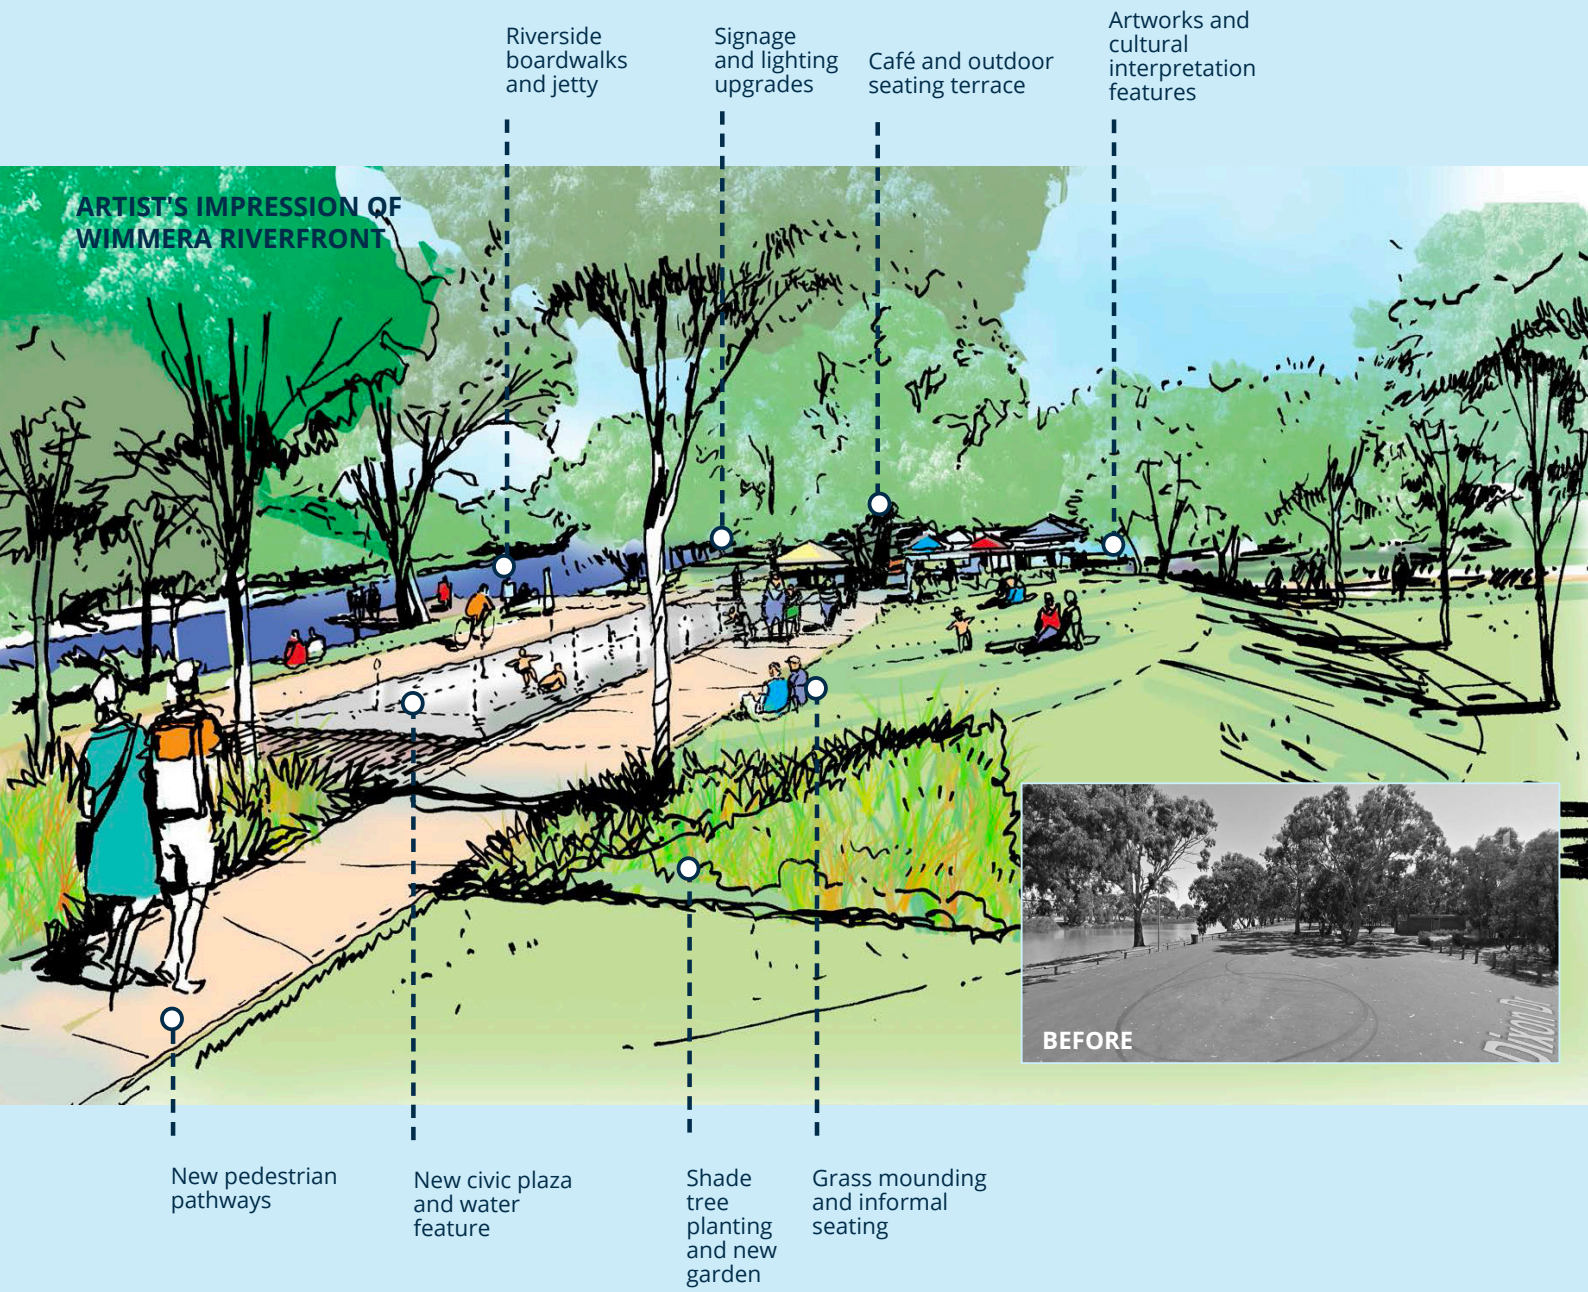 Riverside
boardwalks
and jetty
Signage
and lighting
upgrades
Café and outdoor
seating terrace
Artworks and
cultural
interpretation
features
ARTIST'S IMPRESSION OF
WIMMERA RIVERFRONT
BEFORE
Dixon Dr
New pedestrian
pathways
New civic plaza
and water
feature
Shade
tree
planting
and new
garden
Grass mounding
and informal
seating